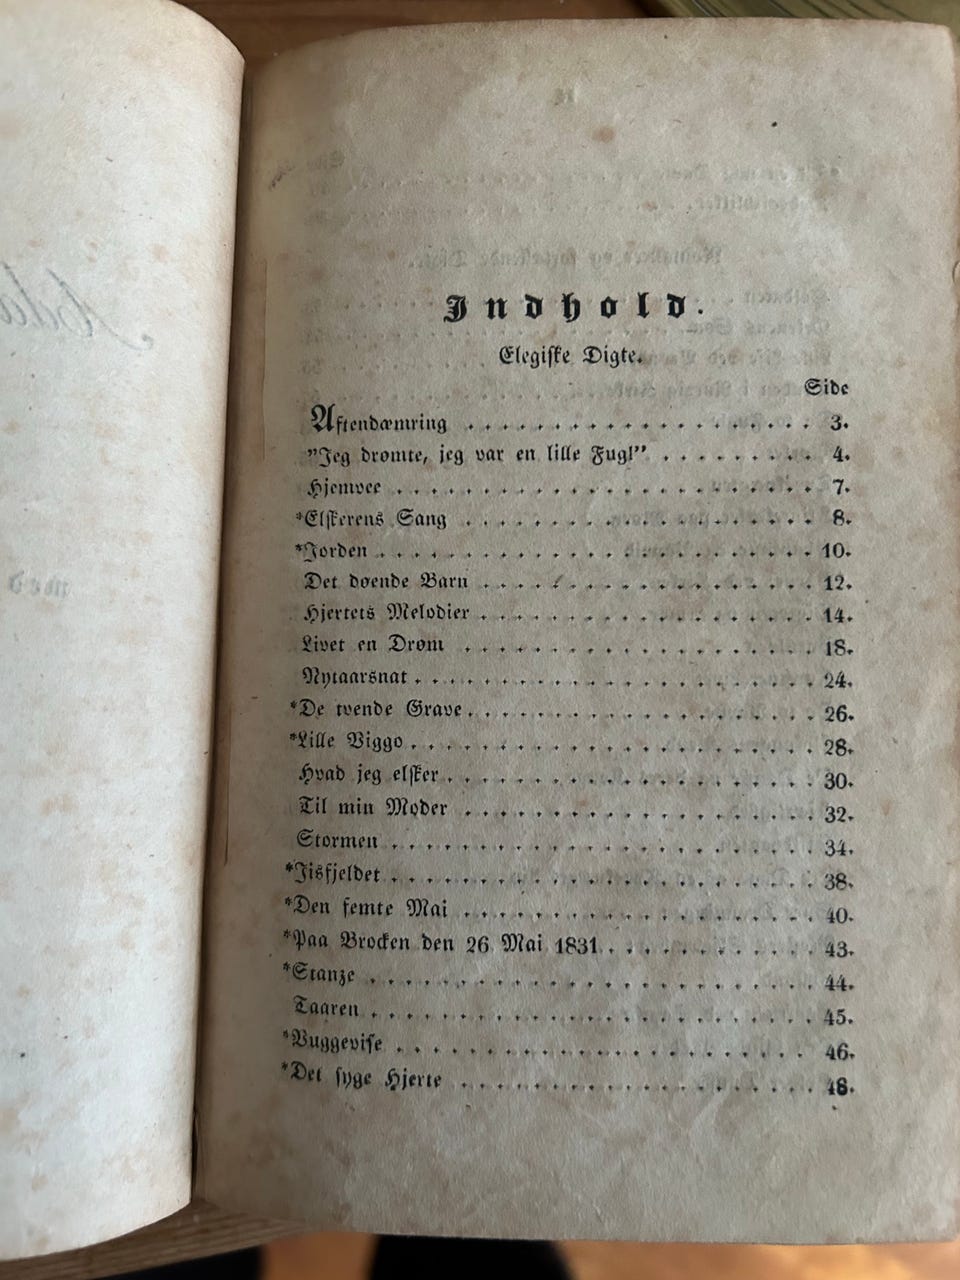 Indhold.
Elegiske Digte.
Side
Aftendæmring . . . . . . . . . . . . . . . . . . 3.
"Jeg drømte, jeg var en lille Fugl" . . . . . . . . 4.
Hjemvee . . . . . . . . . . . . . . . . . . . . . 7.
*Elskerens Sang . . . . . . . . . . . . . . . . . . 8.
*Jorden . . . . . . . . . . . . . . . . . . . . . . 10.
Det døende Barn . . . . . . . . . . . . . . . . . 12.
Hjertets Melodier . . . . . . . . . . . . . . . . . 14.
Livet en Drøm . . . . . . . . . . . . . . . . . . 18.
Nytaarsnat . . . . . . . . . . . . . . . . . . . . 24.
*De tvende Grave . . . . . . . . . . . . . . . . . 26.
*Lille Viggo . . . . . . . . . . . . . . . . . . . . 28.
Hvad jeg elsker . . . . . . . . . . . . . . . . . . 30.
Til min Moder . . . . . . . . . . . . . . . . . . 32.
Stormen . . . . . . . . . . . . . . . . . . . . . 34.
*Jisfjeldet . . . . . . . . . . . . . . . . . . . . . 38.
*Den femte Mai . . . . . . . . . . . . . . . . . . 40.
*Paa Brocken den 26 Mai 1831 . . . . . . . . . . 43.
*Stanze . . . . . . . . . . . . . . . . . . . . . . 44.
Taaren . . . . . . . . . . . . . . . . . . . . . . 45.
*Vuggevise . . . . . . . . . . . . . . . . . . . . 46.
*Det syge Hjerte . . . . . . . . . . . . . . . . . . 48.